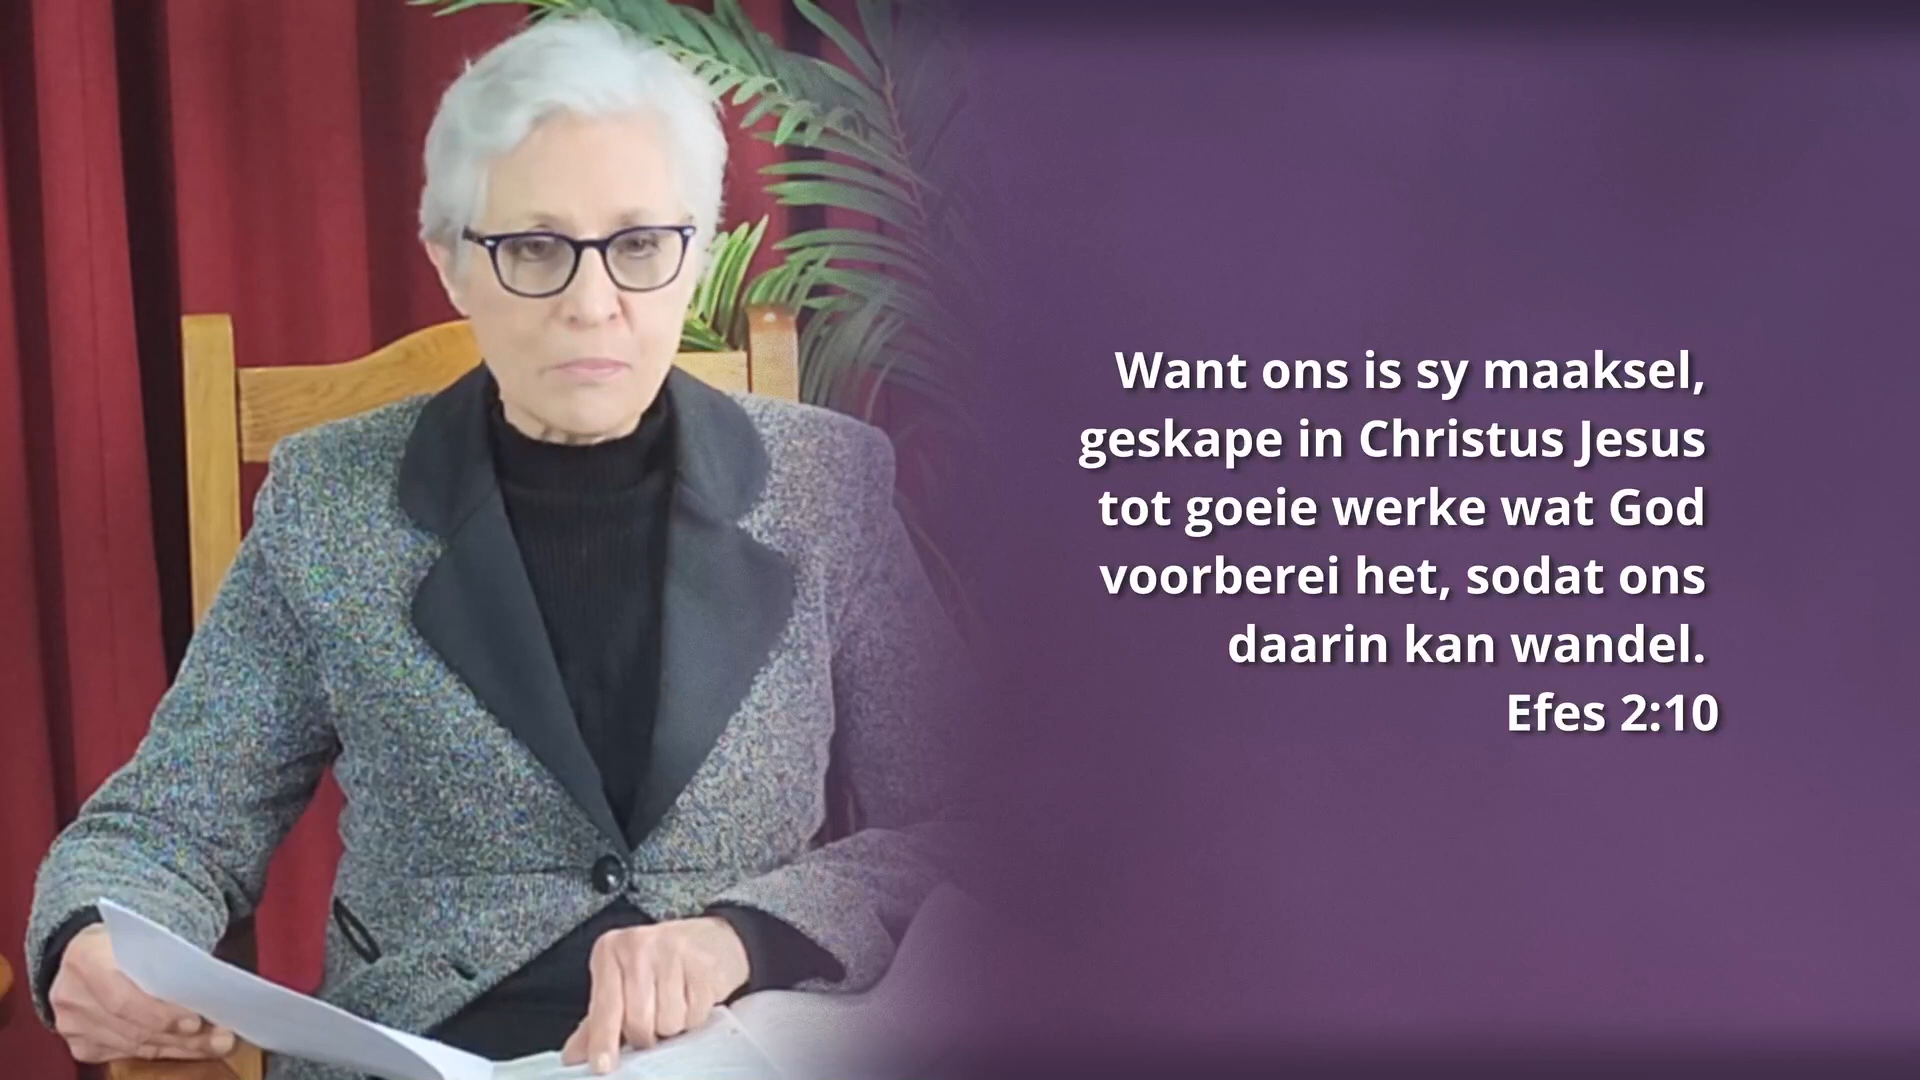 Want ons is sy maaksel,
geskape in Christus Jesus
tot goeie werke wat God
voorberei het, sodat ons
daarin kan wandel.
Efes 2:10